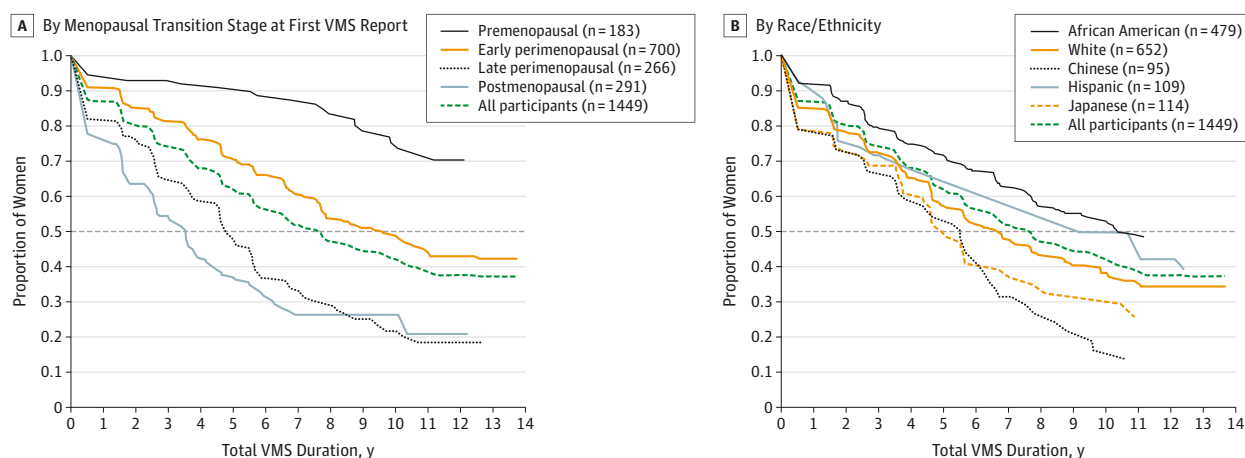 A By Menopausal Transition Stage at First VMS Report
Premenopausal (n = 183)
Early perimenopausal (n = 700)
Late perimenopausal (n = 266)
Postmenopausal (n = 291)
All participants (n = 1449)
1.0
0.9
0.8
0.7
0.6
0.5
0.4
0.3
0.2
0.1
0
Proportion of Women
0 1 2 3 4 5 6 7 8 9 10 11 12 13 14
Total VMS Duration, y
B By Race/Ethnicity
African American (n = 479)
White (n = 652)
Chinese (n = 95)
Hispanic (n = 109)
Japanese (n = 114)
All participants (n = 1449)
1.0
0.9
0.8
0.7
0.6
0.5
0.4
0.3
0.2
0.1
0
Proportion of Women
0 1 2 3 4 5 6 7 8 9 10 11 12 13 14
Total VMS Duration, y